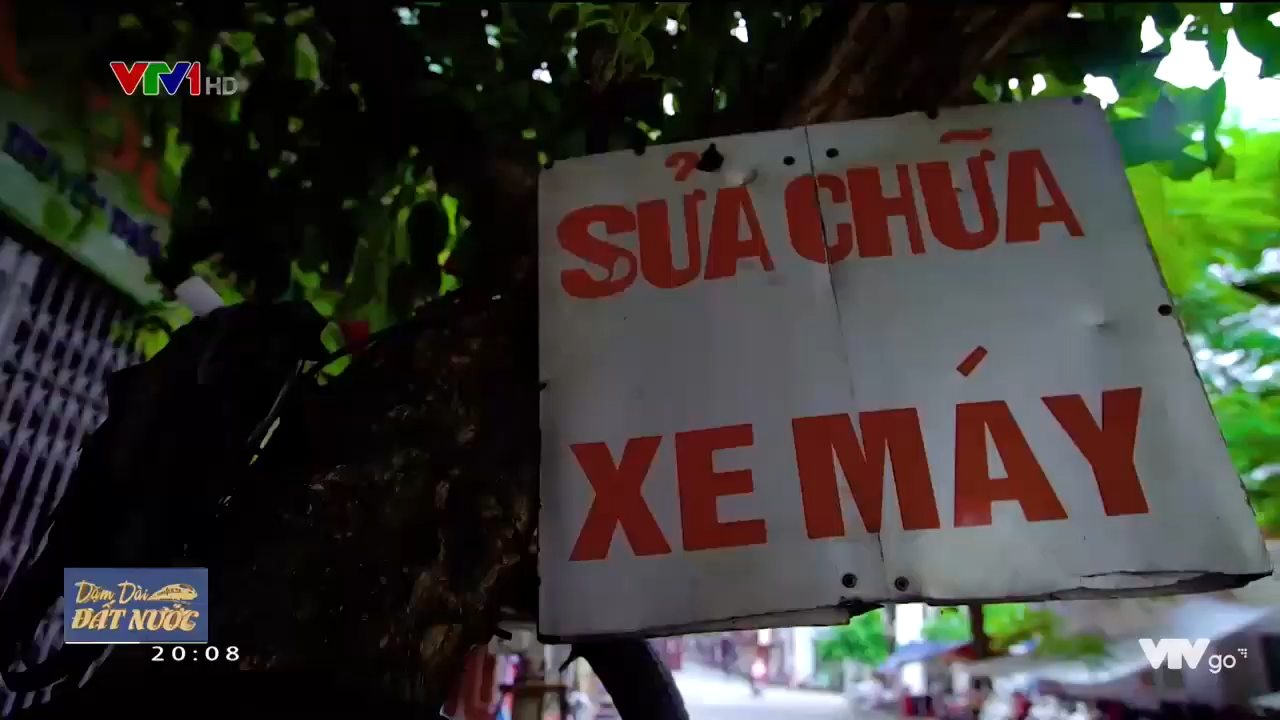 VTV1 HD
SỬA CHỮA
XE MÁY
Dặm Dài
ĐẤT NƯỚC
20:08
VTV go